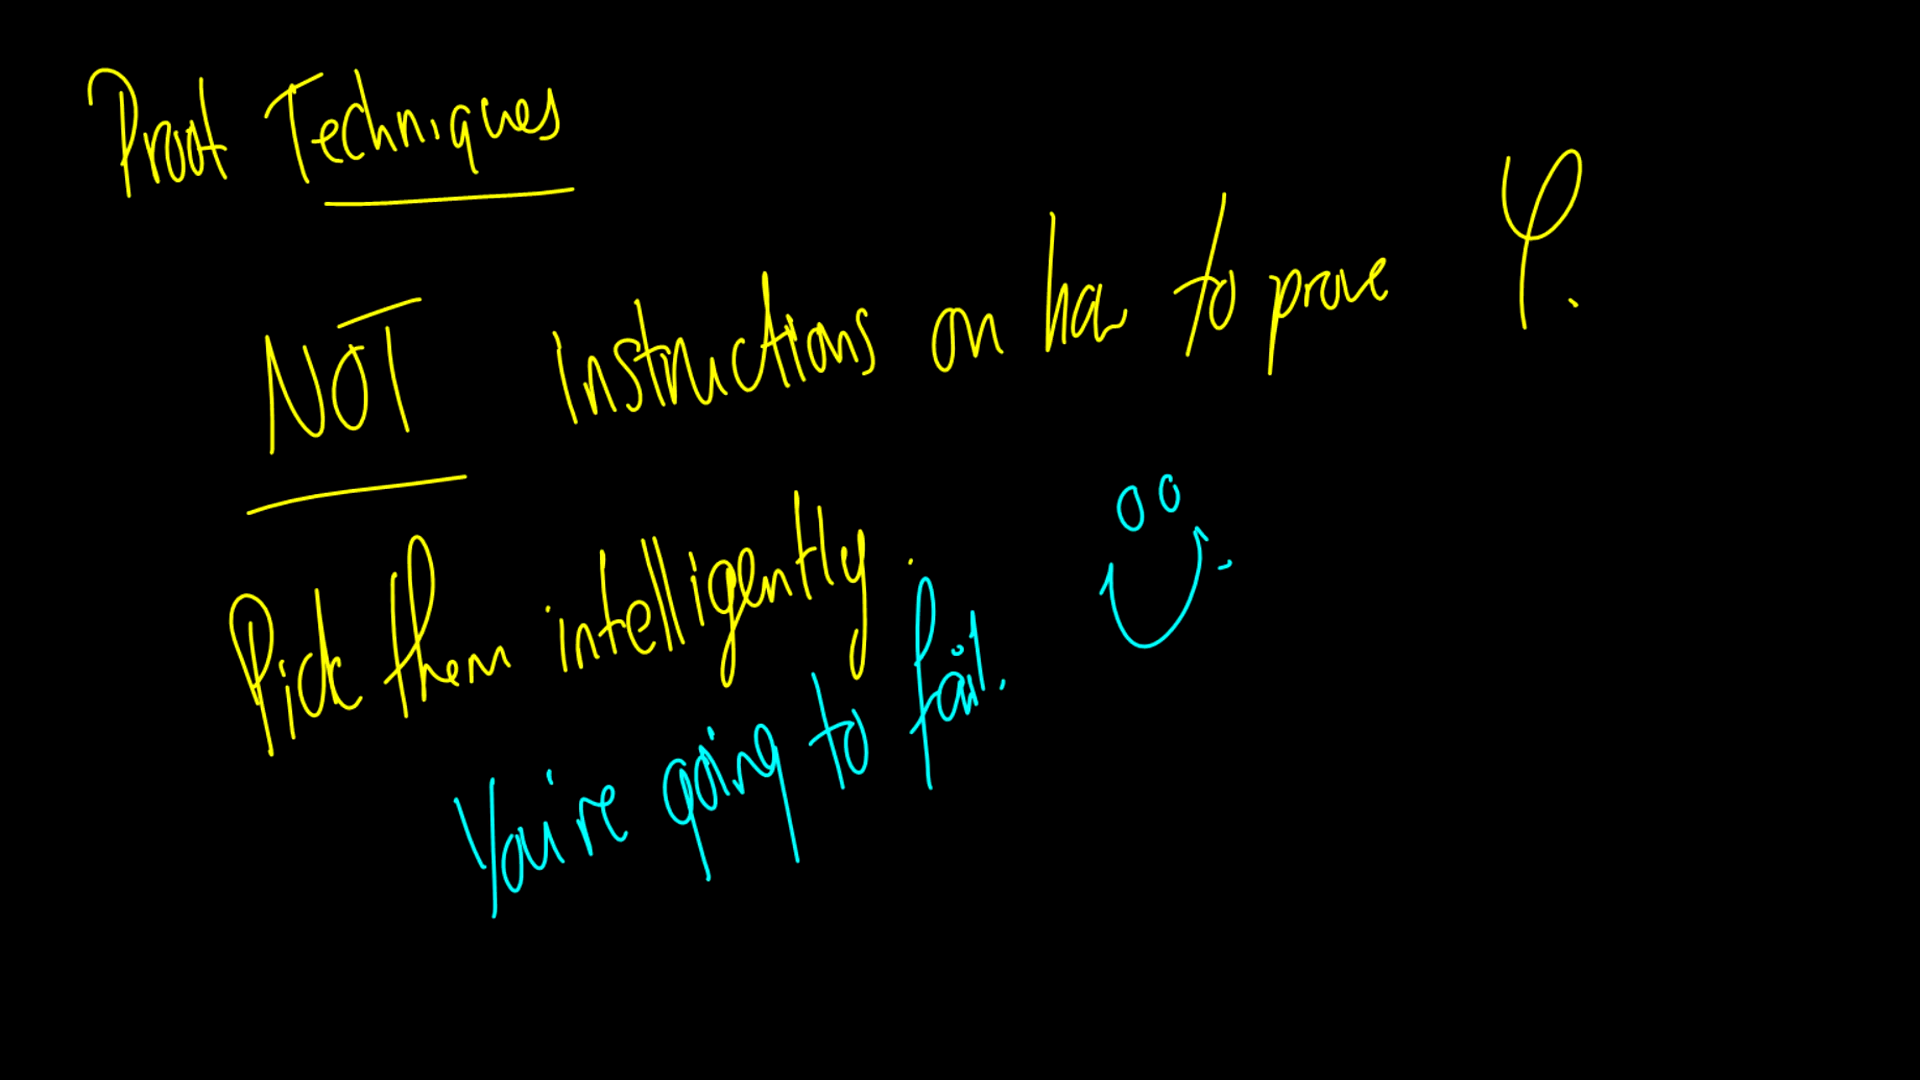 Proof Techniques
NOT instructions on how to prove φ.
Pick them intelligently.
You're going to fail.